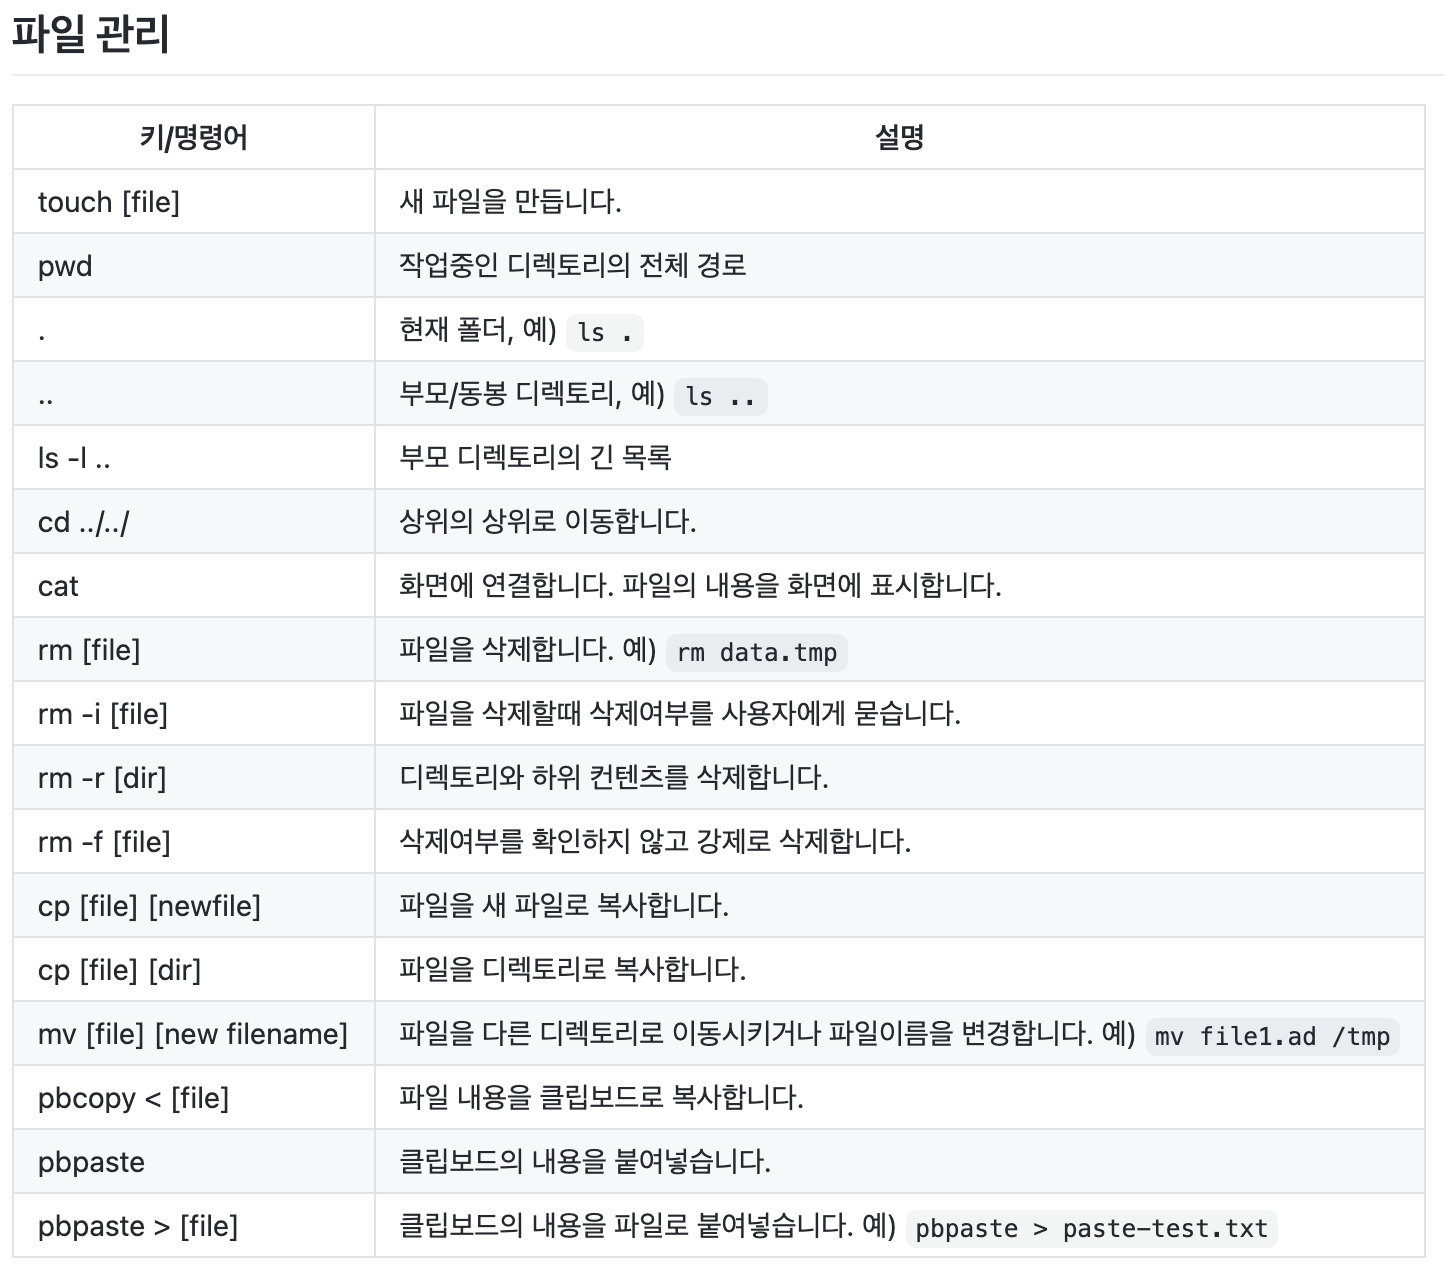 파일 관리
키/명령어 설명
touch [file] 새 파일을 만듭니다.
pwd 작업중인 디렉토리의 전체 경로
. 현재 폴더, 예) ls .
.. 부모/동봉 디렉토리, 예) ls ..
ls -l .. 부모 디렉토리의 긴 목록
cd ../../ 상위의 상위로 이동합니다.
cat 화면에 연결합니다. 파일의 내용을 화면에 표시합니다.
rm [file] 파일을 삭제합니다. 예) rm data.tmp
rm -i [file] 파일을 삭제할때 삭제여부를 사용자에게 묻습니다.
rm -r [dir] 디렉토리와 하위 컨텐츠를 삭제합니다.
rm -f [file] 삭제여부를 확인하지 않고 강제로 삭제합니다.
cp [file] [newfile] 파일을 새 파일로 복사합니다.
cp [file] [dir] 파일을 디렉토리로 복사합니다.
mv [file] [new filename] 파일을 다른 디렉토리로 이동시키거나 파일이름을 변경합니다. 예) mv file1.ad /tmp
pbcopy < [file] 파일 내용을 클립보드로 복사합니다.
pbpaste 클립보드의 내용을 붙여넣습니다.
pbpaste > [file] 클립보드의 내용을 파일로 붙여넣습니다. 예) pbpaste > paste-test.txt